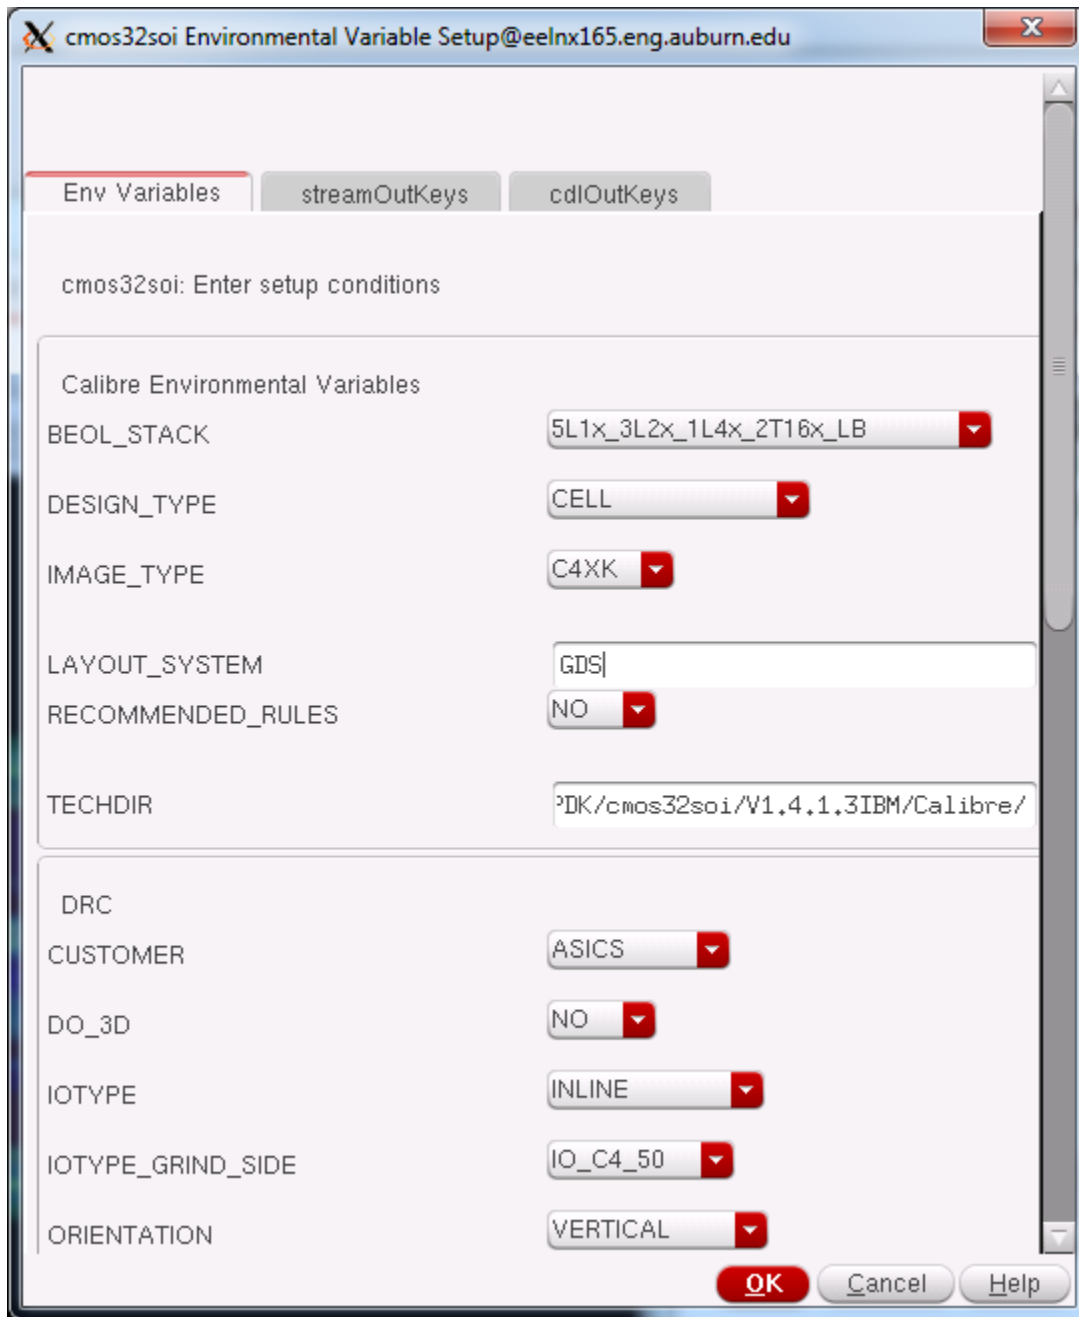 cmos32soi Environmental Variable Setup@eelnx165.eng.auburn.edu
Env Variables streamOutKeys cdlOutKeys
cmos32soi: Enter setup conditions
Calibre Environmental Variables
BEOL_STACK 5L1x_3L2x_1L4x_2T16x_LB
DESIGN_TYPE CELL
IMAGE_TYPE C4XK
LAYOUT_SYSTEM GDS
RECOMMENDED_RULES NO
TECHDIR PDK/cmos32soi/V1.4.1.3IBM/Calibre/
DRC
CUSTOMER ASICS
DO_3D NO
IOTYPE INLINE
IOTYPE_GRIND_SIDE IO_C4_50
ORIENTATION VERTICAL
OK Cancel Help